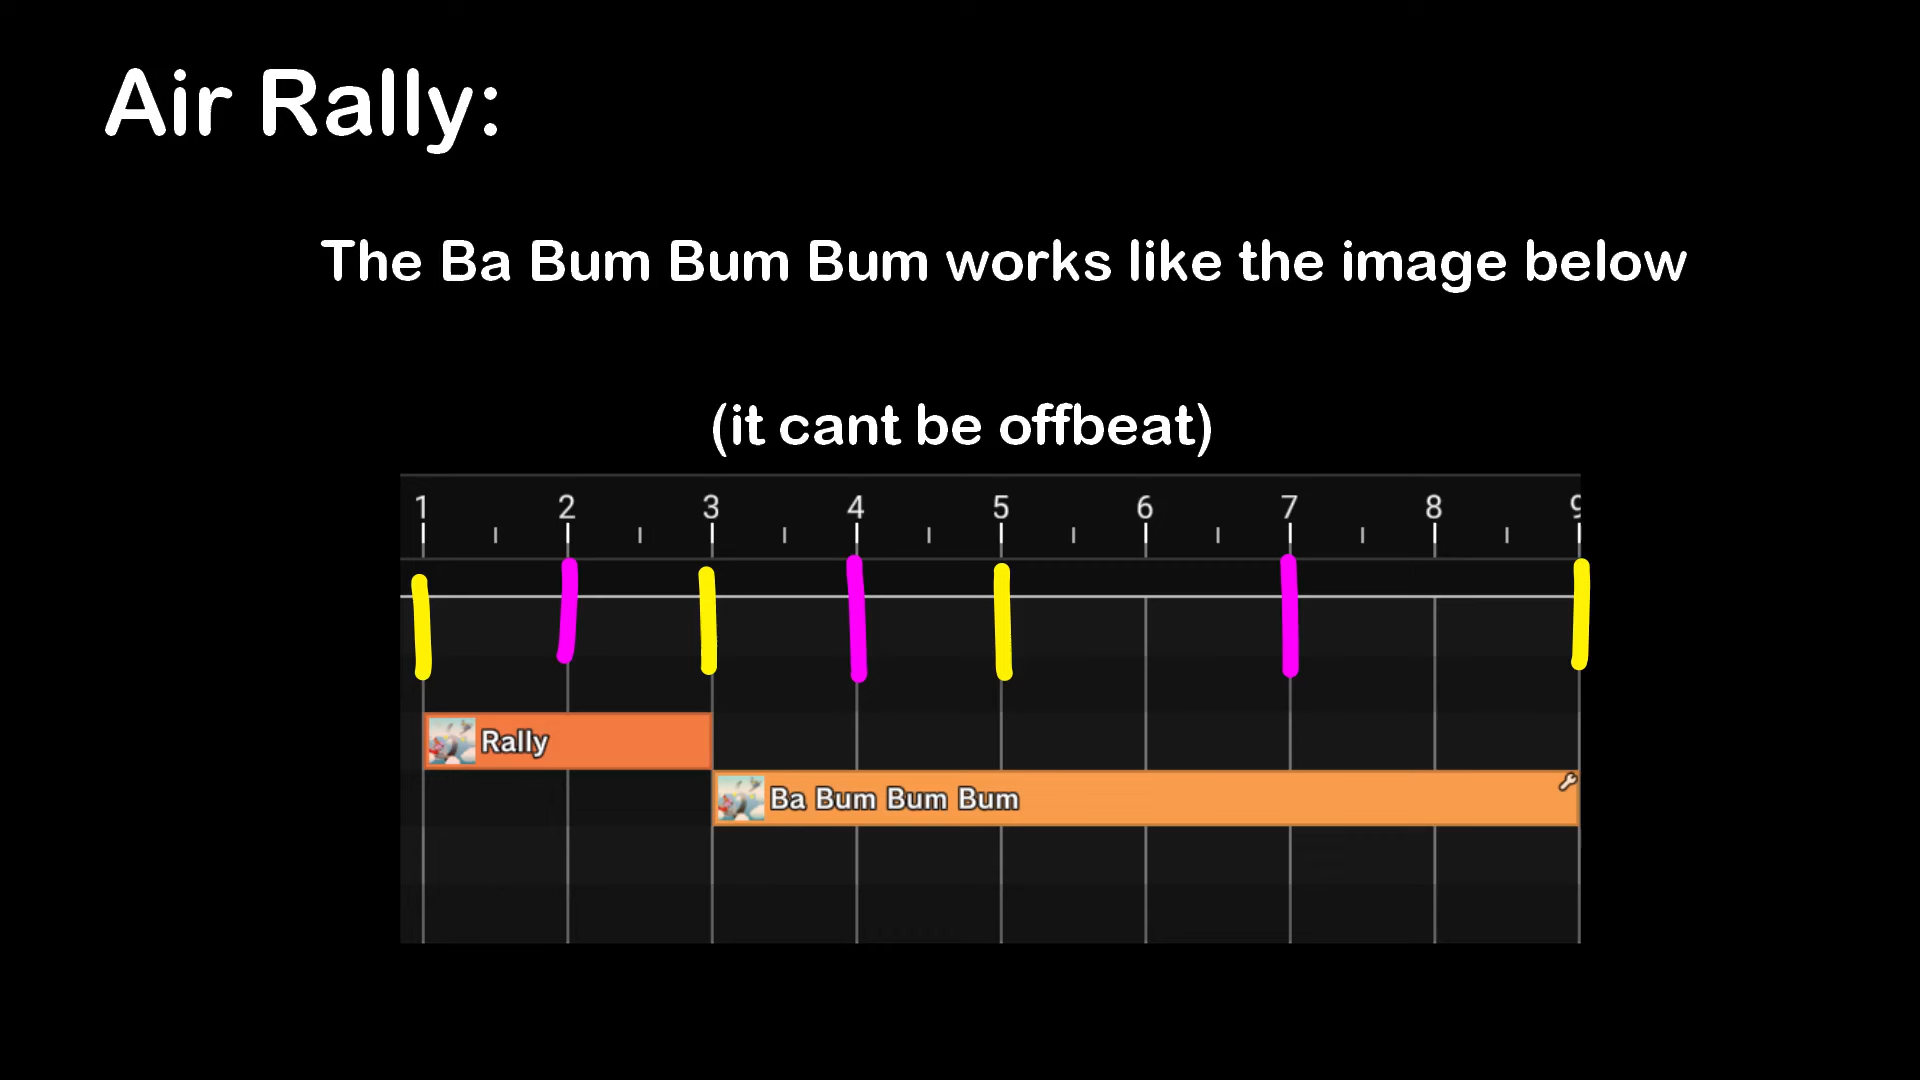 Air Rally:
The Ba Bum Bum Bum works like the image below
(it cant be offbeat)
1 2 3 4 5 6 7 8 9
Rally
Ba Bum Bum Bum